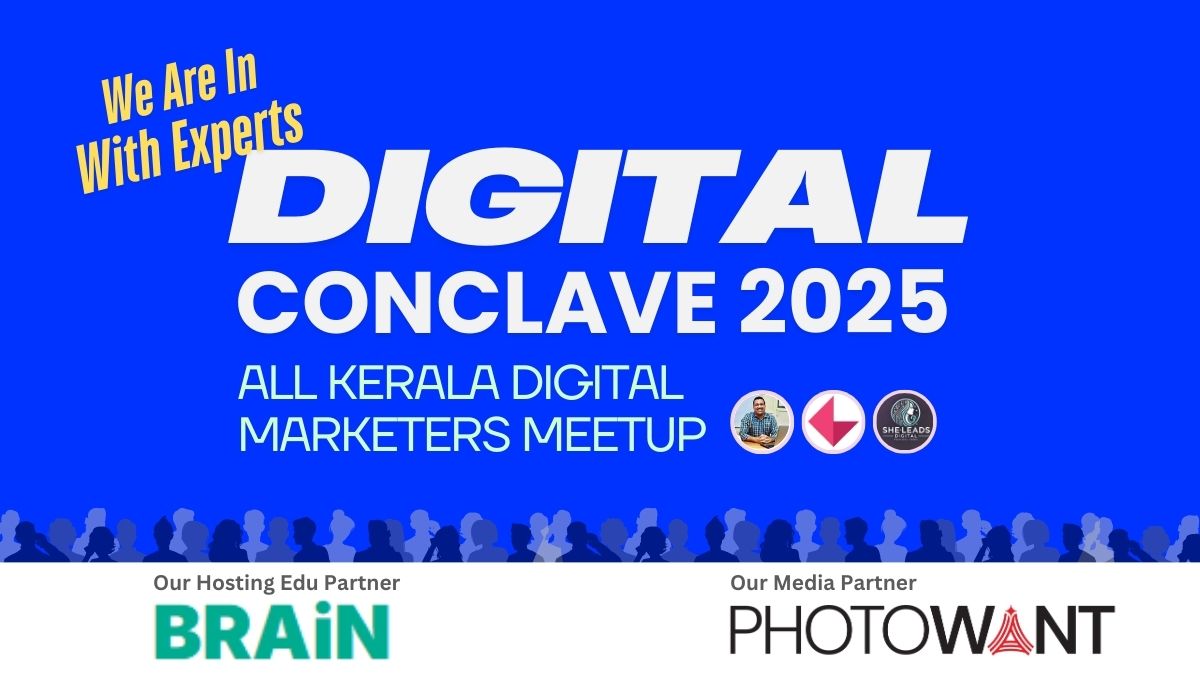 We Are In
With Experts
DIGITAL
CONCLAVE 2025
ALL KERALA DIGITAL
MARKETERS MEETUP
SHE LEADS
DIGITAL
Our Hosting Edu Partner
BRAiN
Our Media Partner
PHOTOWANT